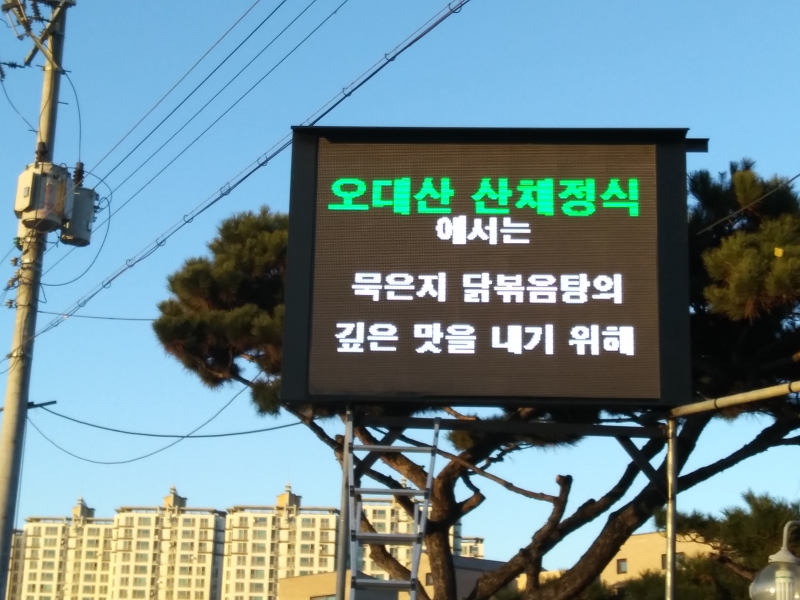 오대산 산채정식
에서는
묵은지 닭볶음탕의
깊은 맛을 내기 위해